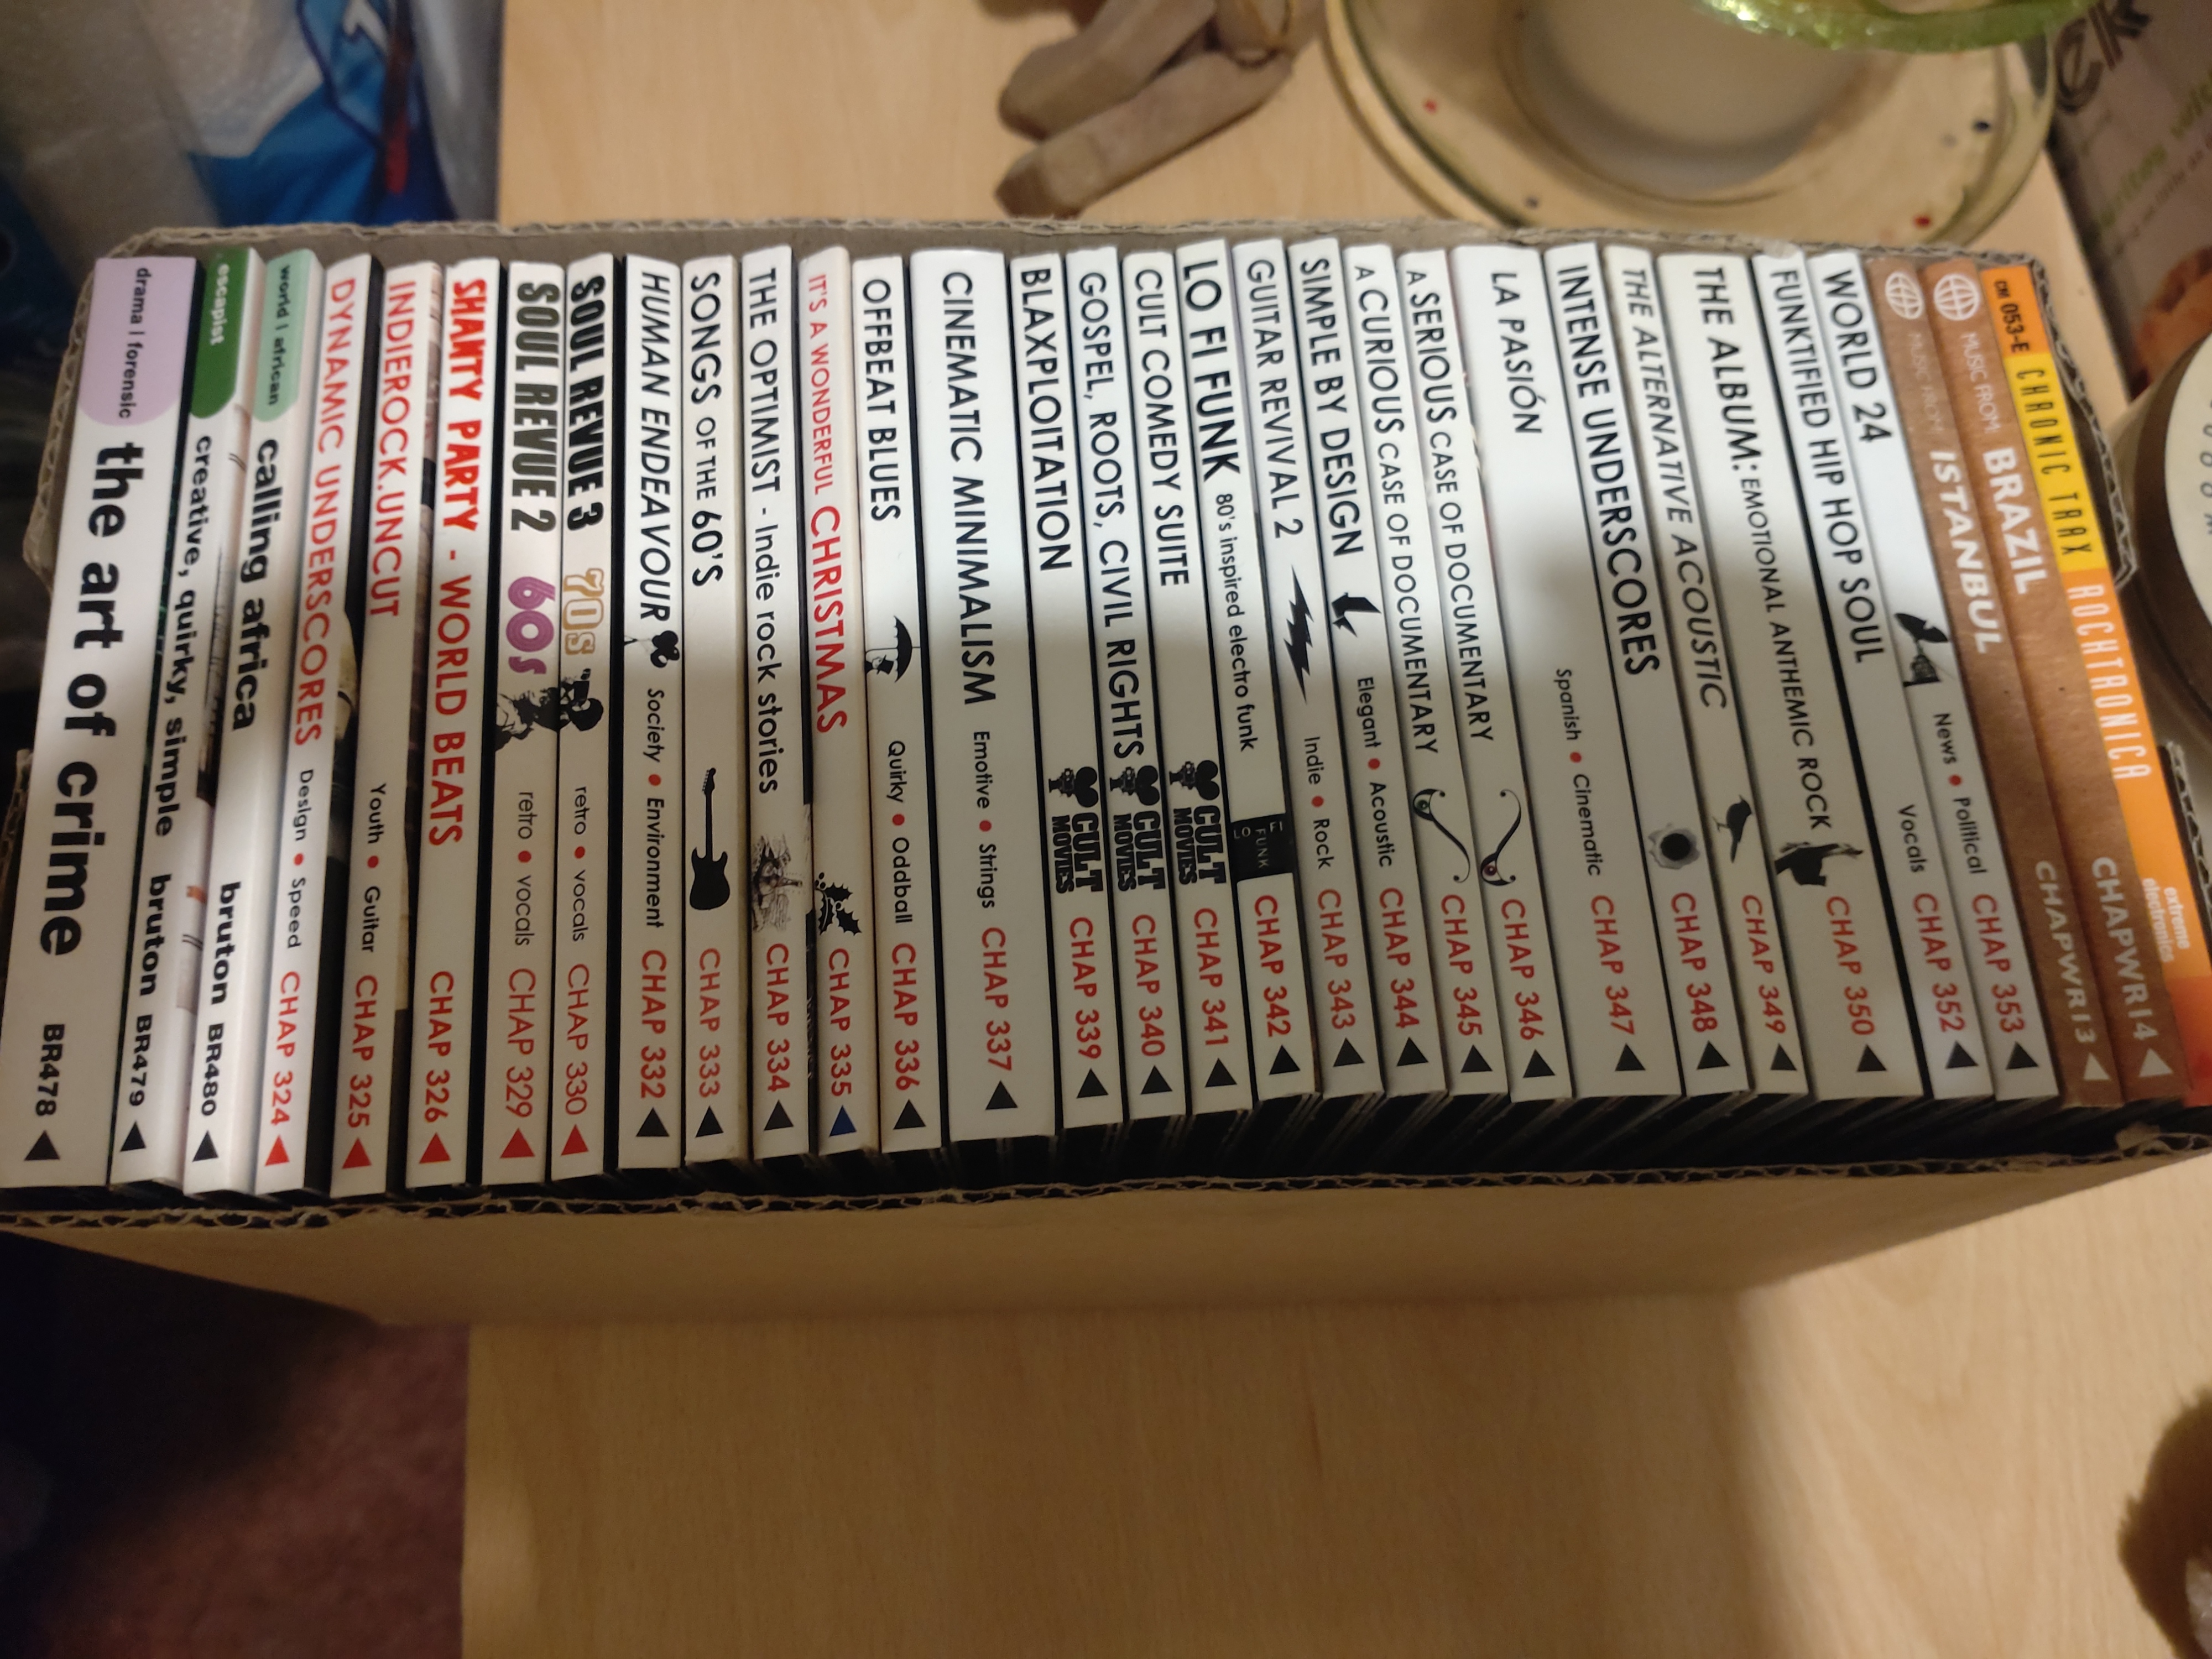 drama | forensic the art of crime BR478
escapist creative, quirky, simple bruton BR479
world | african calling africa bruton BR480
DYNAMIC UNDERSCORES Design • Speed CHAP 324
INDIEROCK.UNCUT Youth • Guitar CHAP 325
SHANTY PARTY - WORLD BEATS CHAP 326
SOUL REVUE 2 60s retro • vocals CHAP 329
SOUL REVUE 3 70s retro • vocals CHAP 330
HUMAN ENDEAVOUR Society • Environment CHAP 332
SONGS OF THE 60'S CHAP 333
THE OPTIMIST - Indie rock stories CHAP 334
IT'S A WONDERFUL CHRISTMAS CHAP 335
OFFBEAT BLUES Quirky • Oddball CHAP 336
CINEMATIC MINIMALISM Emotive • Strings CHAP 337
BLAXPLOITATION CULT MOVIES CHAP 339
GOSPEL, ROOTS, CIVIL RIGHTS CULT MOVIES CHAP 340
CULT COMEDY SUITE CULT MOVIES CHAP 341
LO FI FUNK 80's inspired electro funk LO FI FUNK CHAP 342
GUITAR REVIVAL 2 Indie • Rock CHAP 343
SIMPLE BY DESIGN Elegant • Acoustic CHAP 344
A CURIOUS CASE OF DOCUMENTARY CHAP 345
A SERIOUS CASE OF DOCUMENTARY CHAP 346
LA PASIÓN Spanish • Cinematic CHAP 347
INTENSE UNDERSCORES CHAP 348
THE ALTERNATIVE ACOUSTIC CHAP 349
THE ALBUM: EMOTIONAL ANTHEMIC ROCK CHAP 350
FUNKTIFIED HIP HOP SOUL Vocals CHAP 352
WORLD 24 News • Political CHAP 353
MUSIC FROM ISTANBUL CHAPWR13
MUSIC FROM BRAZIL CHAPWR14
CHI 053-E CHRONIC TRAX ROCKTRONICA extreme electronics